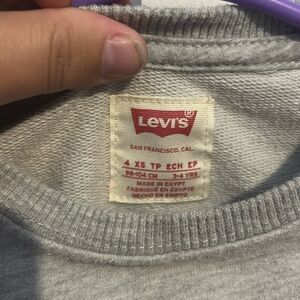 Levi's ®
SAN FRANCISCO, CAL.
4 XS TP ECH EP
98-104 CM 3-4 YRS
MADE IN EGYPT
FABRIQUÉ EN EGYPTE
HECHO EN EGIPTO